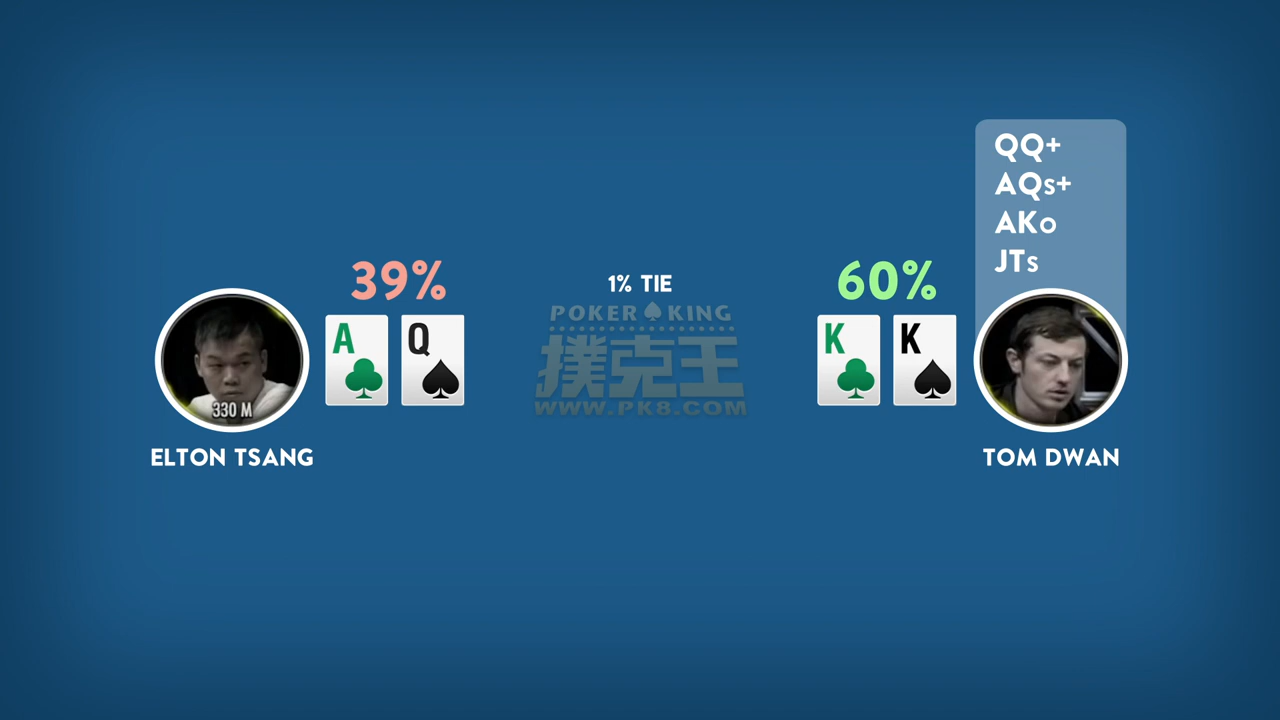 QQ+
AQs+
AKo
JTs
39%
1% TIE
60%
A
Q
K
K
POKER KING
撲克王
WWW.PK8.COM
330 M
ELTON TSANG
TOM DWAN